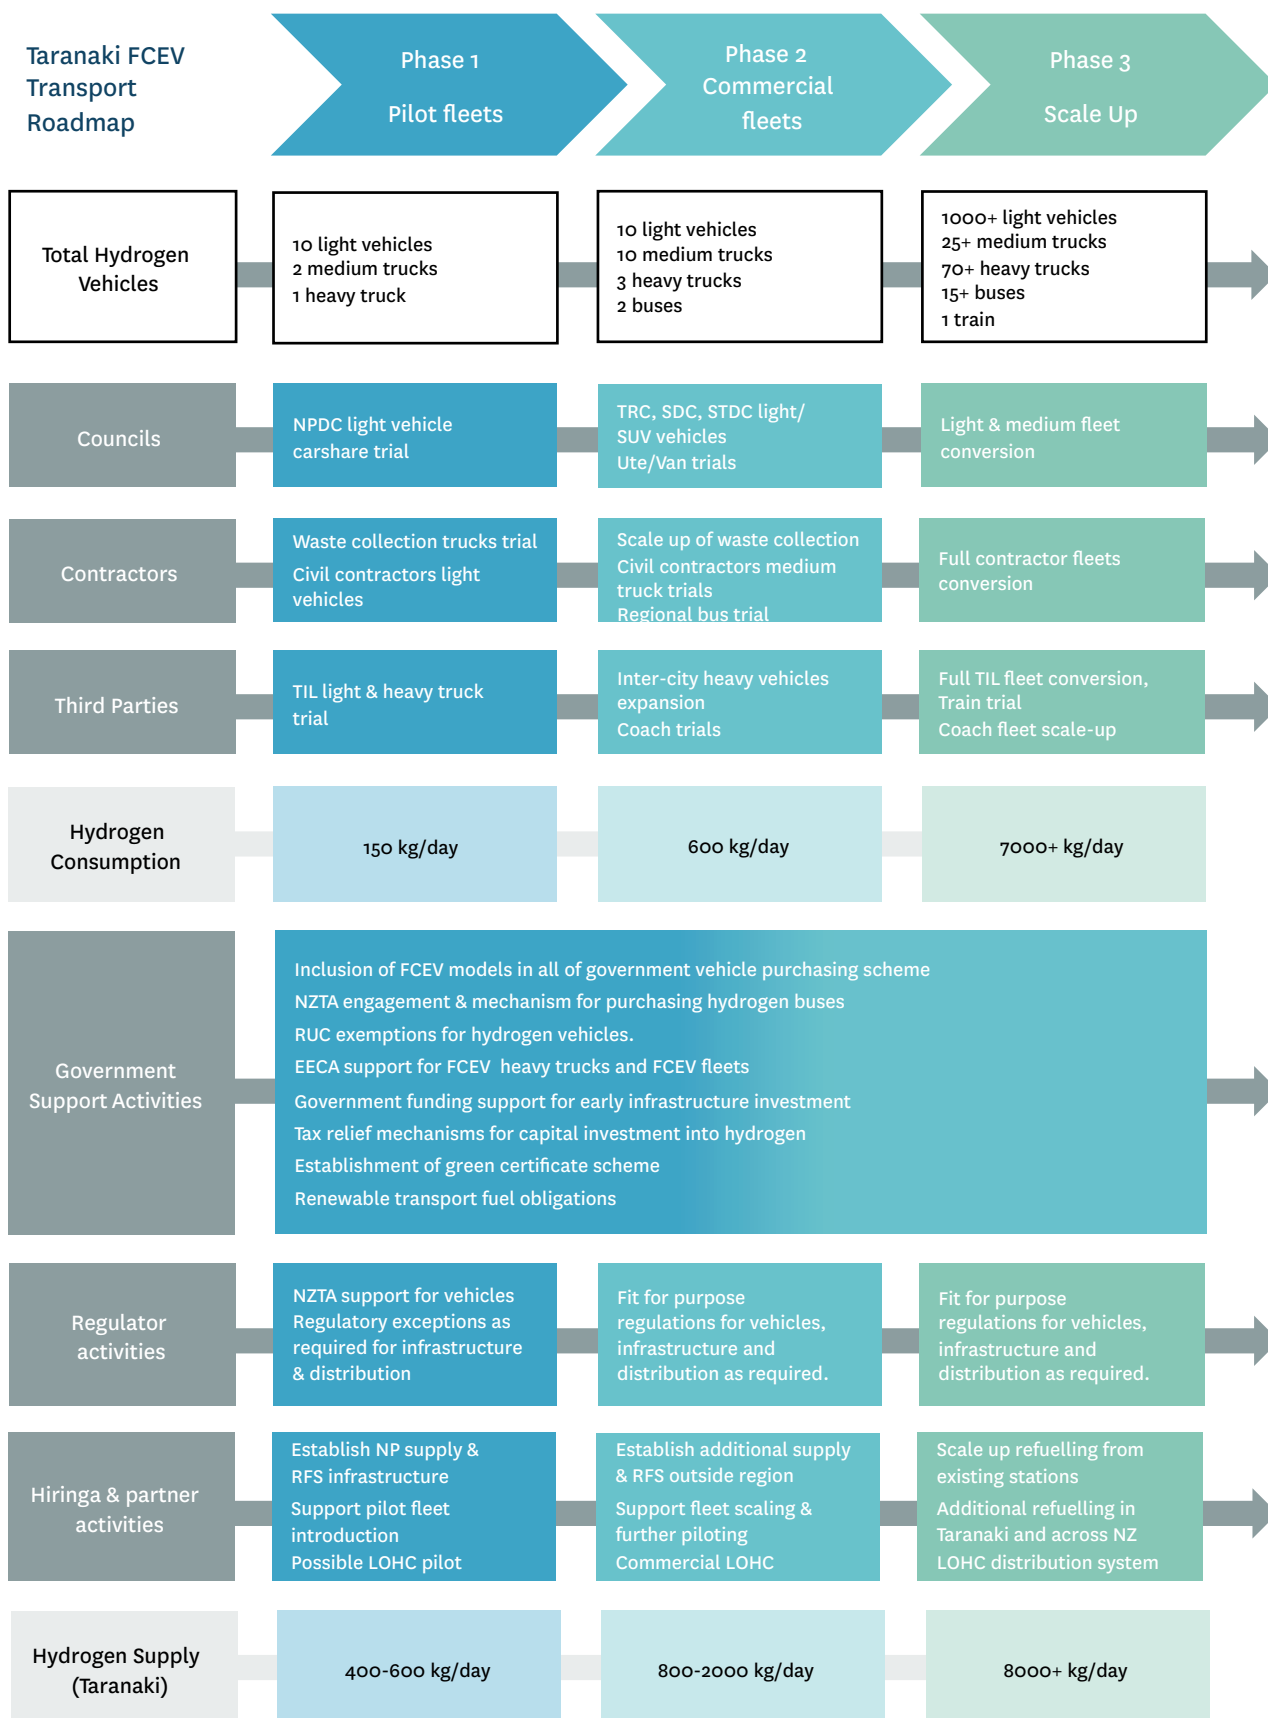 Taranaki FCEV
Transport
Roadmap
Phase 1
Pilot fleets
Phase 2
Commercial
fleets
Phase 3
Scale Up
Total Hydrogen
Vehicles
10 light vehicles
2 medium trucks
1 heavy truck
10 light vehicles
10 medium trucks
3 heavy trucks
2 buses
1000+ light vehicles
25+ medium trucks
70+ heavy trucks
15+ buses
1 train
Councils
NPDC light vehicle
carshare trial
TRC, SDC, STDC light/
SUV vehicles
Ute/Van trials
Light & medium fleet
conversion
Contractors
Waste collection trucks trial
Civil contractors light
vehicles
Scale up of waste collection
Civil contractors medium
truck trials
Regional bus trial
Full contractor fleets
conversion
Third Parties
TIL light & heavy truck
trial
Inter-city heavy vehicles
expansion
Coach trials
Full TIL fleet conversion,
Train trial
Coach fleet scale-up
Hydrogen
Consumption
150 kg/day
600 kg/day
7000+ kg/day
Government
Support Activities
Inclusion of FCEV models in all of government vehicle purchasing scheme
NZTA engagement & mechanism for purchasing hydrogen buses
RUC exemptions for hydrogen vehicles.
EECA support for FCEV heavy trucks and FCEV fleets
Government funding support for early infrastructure investment
Tax relief mechanisms for capital investment into hydrogen
Establishment of green certificate scheme
Renewable transport fuel obligations
Regulator
activities
NZTA support for vehicles
Regulatory exceptions as
required for infrastructure
& distribution
Fit for purpose
regulations for vehicles,
infrastructure and
distribution as required.
Fit for purpose
regulations for vehicles,
infrastructure and
distribution as required.
Hiringa & partner
activities
Establish NP supply &
RFS infrastructure
Support pilot fleet
introduction
Possible LOHC pilot
Establish additional supply
& RFS outside region
Support fleet scaling &
further piloting
Commercial LOHC
Scale up refuelling from
existing stations
Additional refuelling in
Taranaki and across NZ
LOHC distribution system
Hydrogen Supply
(Taranaki)
400-600 kg/day
800-2000 kg/day
8000+ kg/day